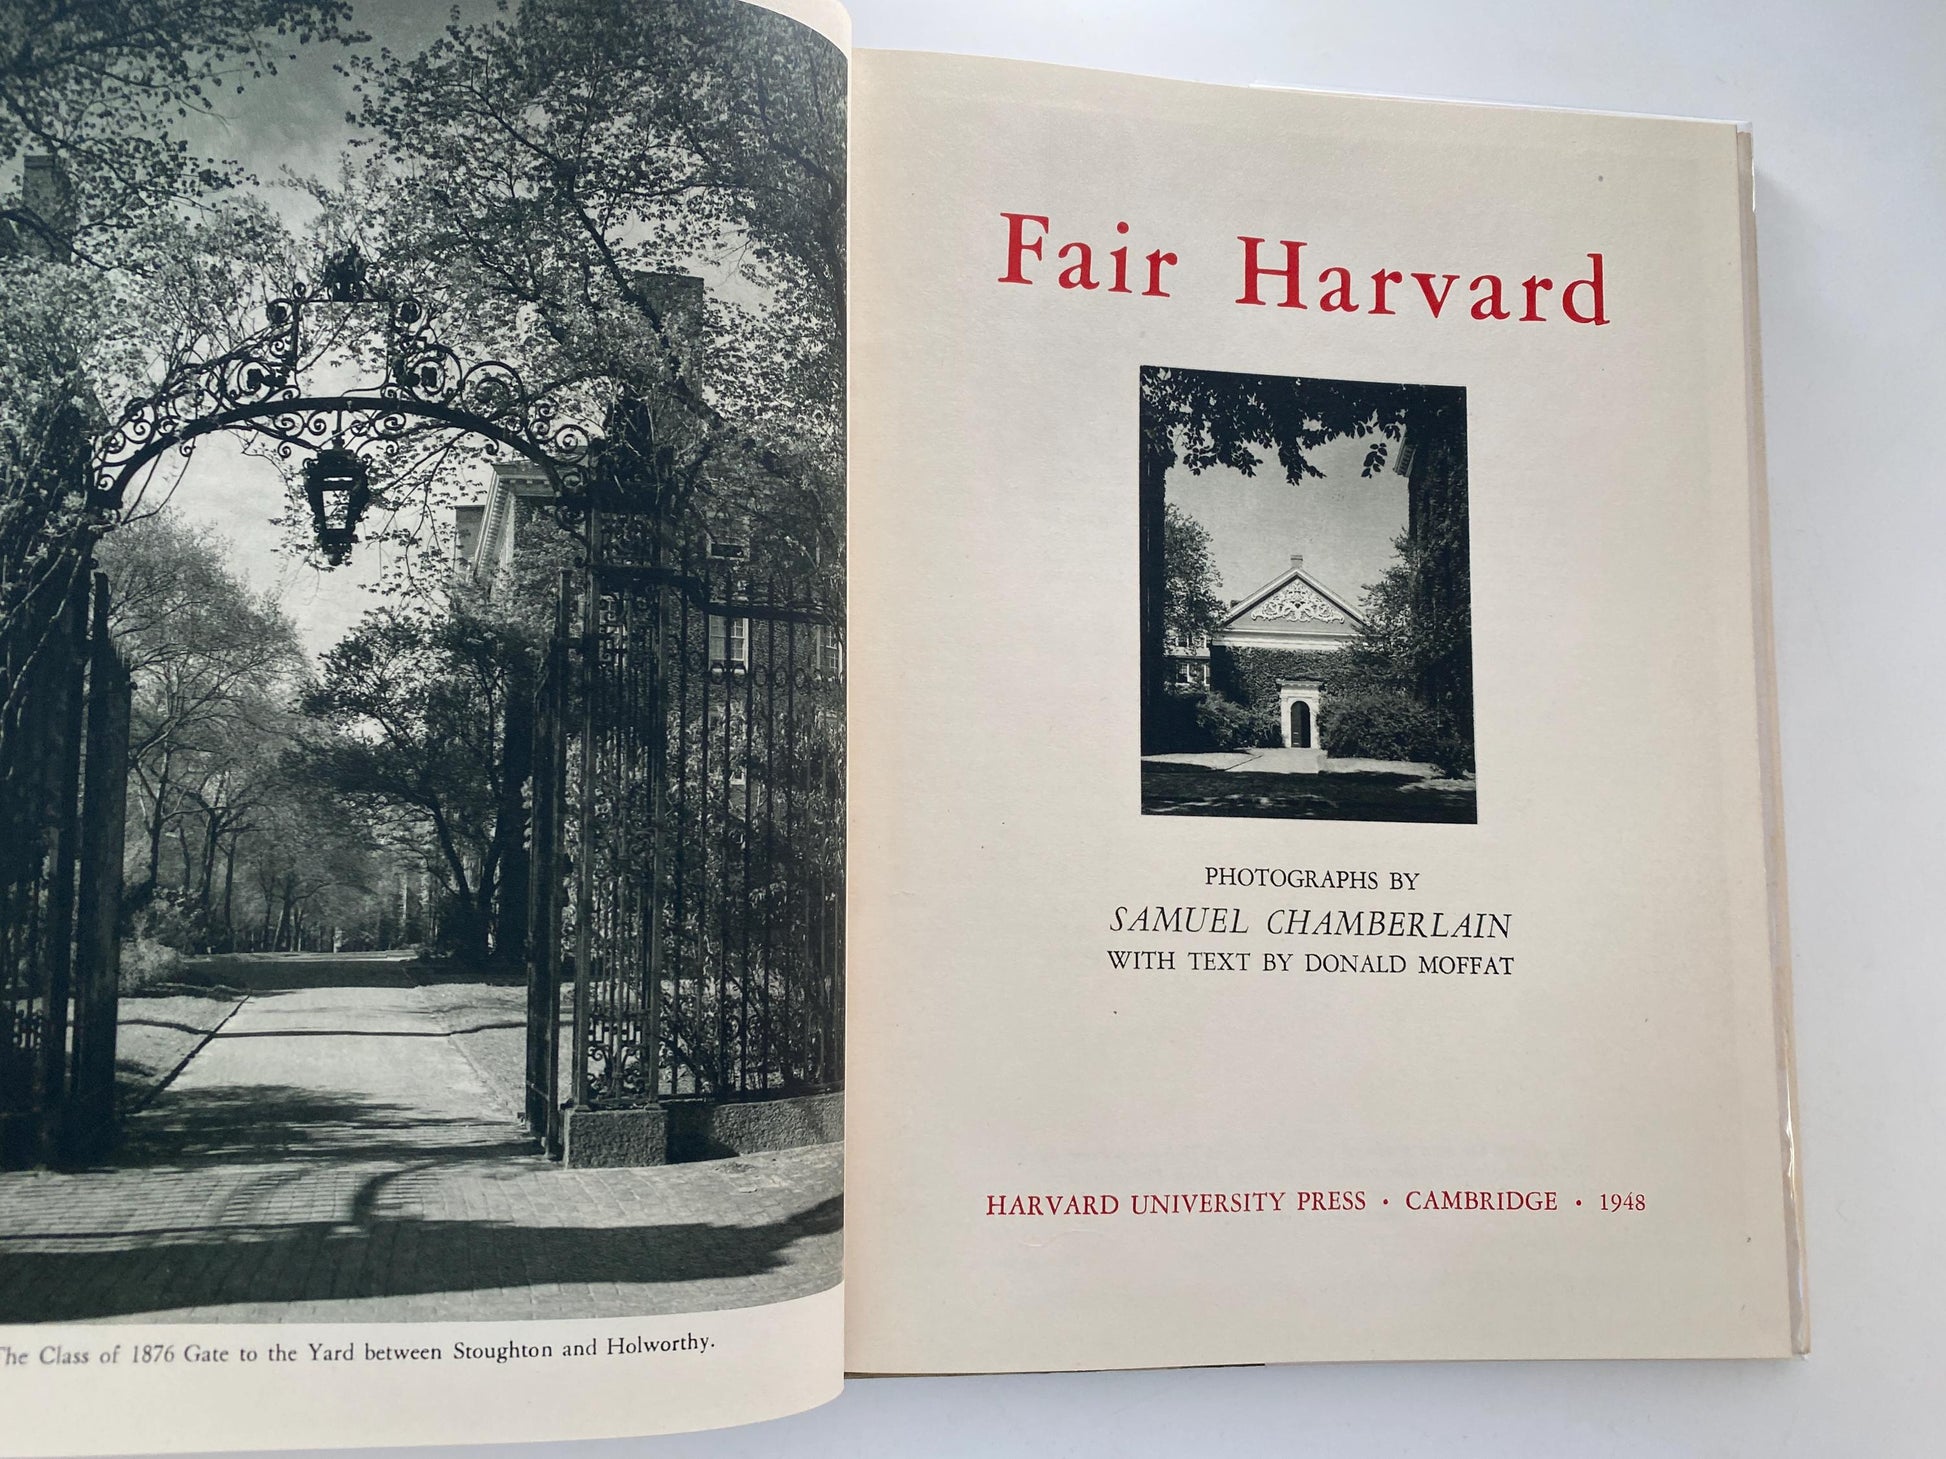 The Class of 1876 Gate to the Yard between Stoughton and Holworthy.
Fair Harvard
PHOTOGRAPHS BY
SAMUEL CHAMBERLAIN
WITH TEXT BY DONALD MOFFAT
HARVARD UNIVERSITY PRESS · CAMBRIDGE · 1948